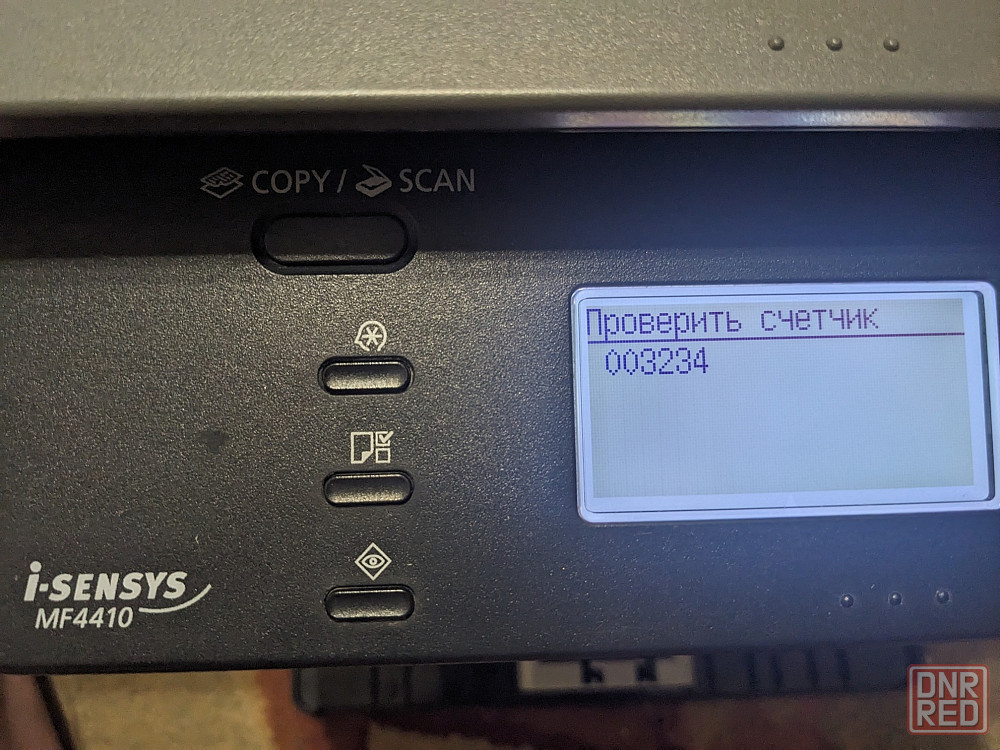 COPY / SCAN
Проверить счетчик
003234
i-SENSYS
MF4410
DNR
RED